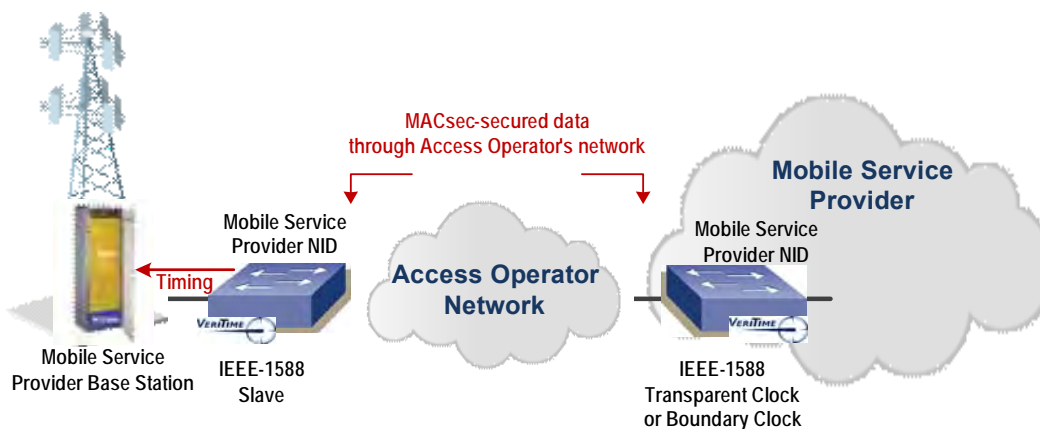 MACsec-secured data
through Access Operator's network
Mobile Service
Provider
Mobile Service
Provider NID
Mobile Service
Provider NID
Access Operator
Network
Timing
VERITIME
VERITIME
Mobile Service
Provider Base Station
IEEE-1588
Slave
IEEE-1588
Transparent Clock
or Boundary Clock